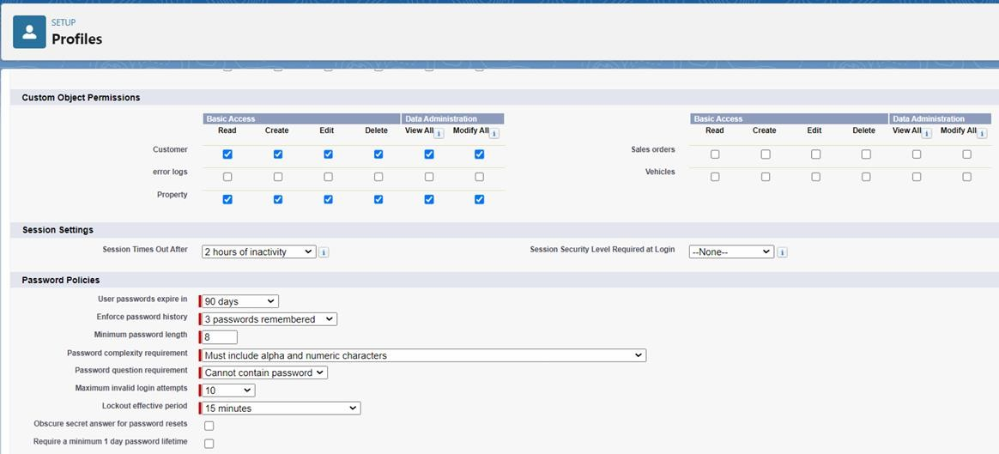 SETUP
Profiles
Custom Object Permissions
Basic Access Data Administration Basic Access Data Administration
Read Create Edit Delete View All i Modify All i Read Create Edit Delete View All i Modify All i
Customer Sales orders
error logs Vehicles
Property
Session Settings
Session Times Out After 2 hours of inactivity i Session Security Level Required at Login --None-- i
Password Policies
User passwords expire in 90 days
Enforce password history 3 passwords remembered
Minimum password length 8
Password complexity requirement Must include alpha and numeric characters
Password question requirement Cannot contain password
Maximum invalid login attempts 10
Lockout effective period 15 minutes
Obscure secret answer for password resets
Require a minimum 1 day password lifetime